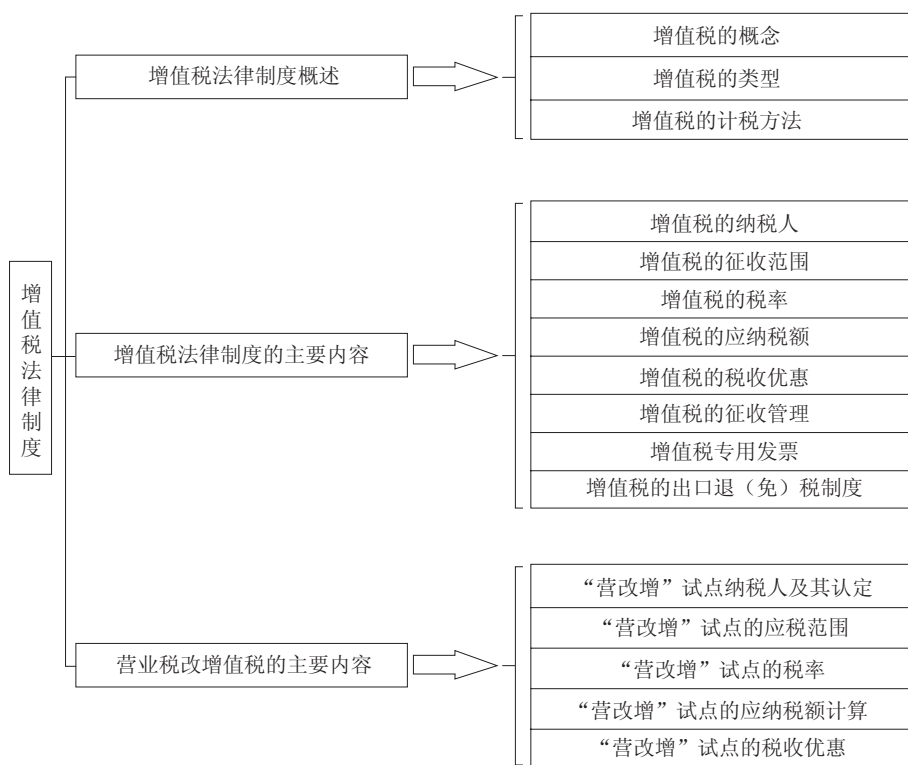 增值税法律制度
增值税法律制度概述
增值税的概念
增值税的类型
增值税的计税方法
增值税法律制度的主要内容
增值税的纳税人
增值税的征收范围
增值税的税率
增值税的应纳税额
增值税的税收优惠
增值税的征收管理
增值税专用发票
增值税的出口退（免）税制度
营业税改增值税的主要内容
“营改增”试点纳税人及其认定
“营改增”试点的应税范围
“营改增”试点的税率
“营改增”试点的应纳税额计算
“营改增”试点的税收优惠